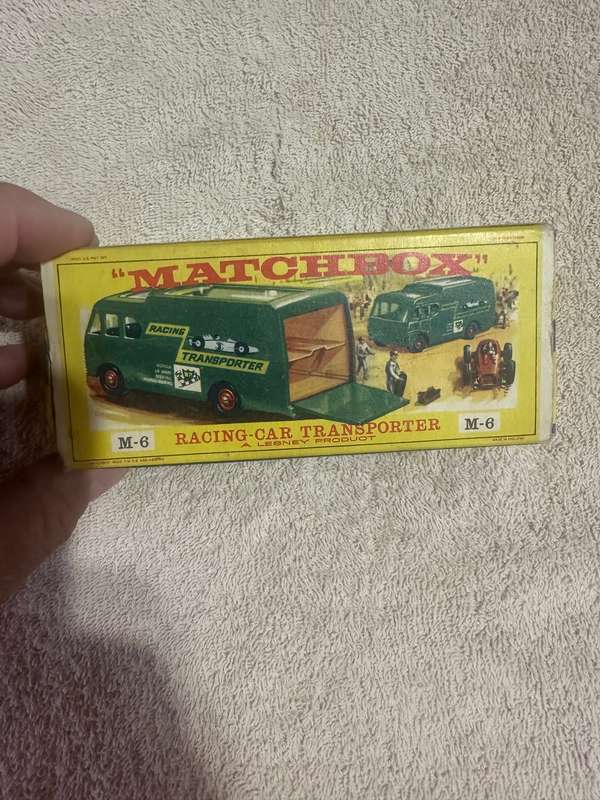 "MATCHBOX"
RACING
TRANSPORTER
M-6
RACING-CAR TRANSPORTER
A LESNEY PRODUCT
M-6